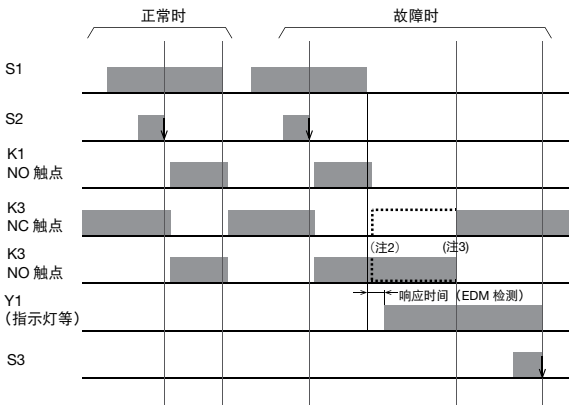 正常时 故障时
S1
S2
K1
NO 触点
K3
NC 触点
(注2) (注3)
K3
NO 触点
响应时间（EDM 检测）
Y1
（指示灯等）
S3